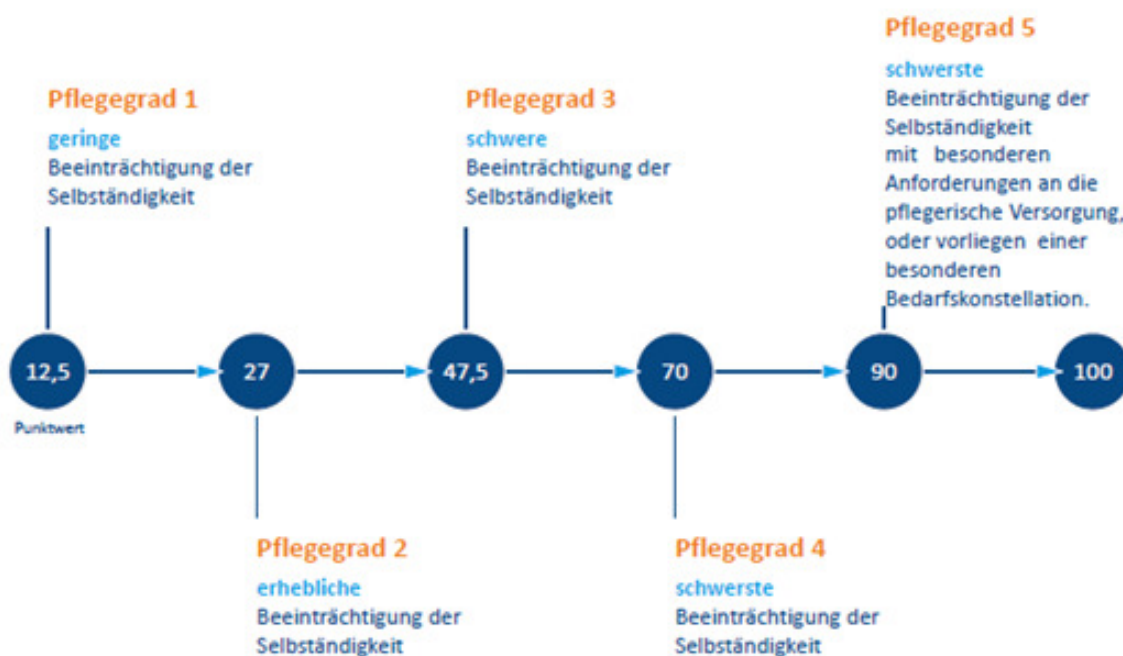 Pflegegrad 1
geringe
Beeinträchtigung der
Selbständigkeit
Pflegegrad 3
schwere
Beeinträchtigung der
Selbständigkeit
Pflegegrad 5
schwerste
Beeinträchtigung der
Selbständigkeit
mit besonderen
Anforderungen an die
pflegerische Versorgung,
oder vorliegen einer
besonderen
Bedarfskonstellation.
12,5
27
47,5
70
90
100
Punktwert
Pflegegrad 2
erhebliche
Beeinträchtigung der
Selbständigkeit
Pflegegrad 4
schwerste
Beeinträchtigung der
Selbständigkeit